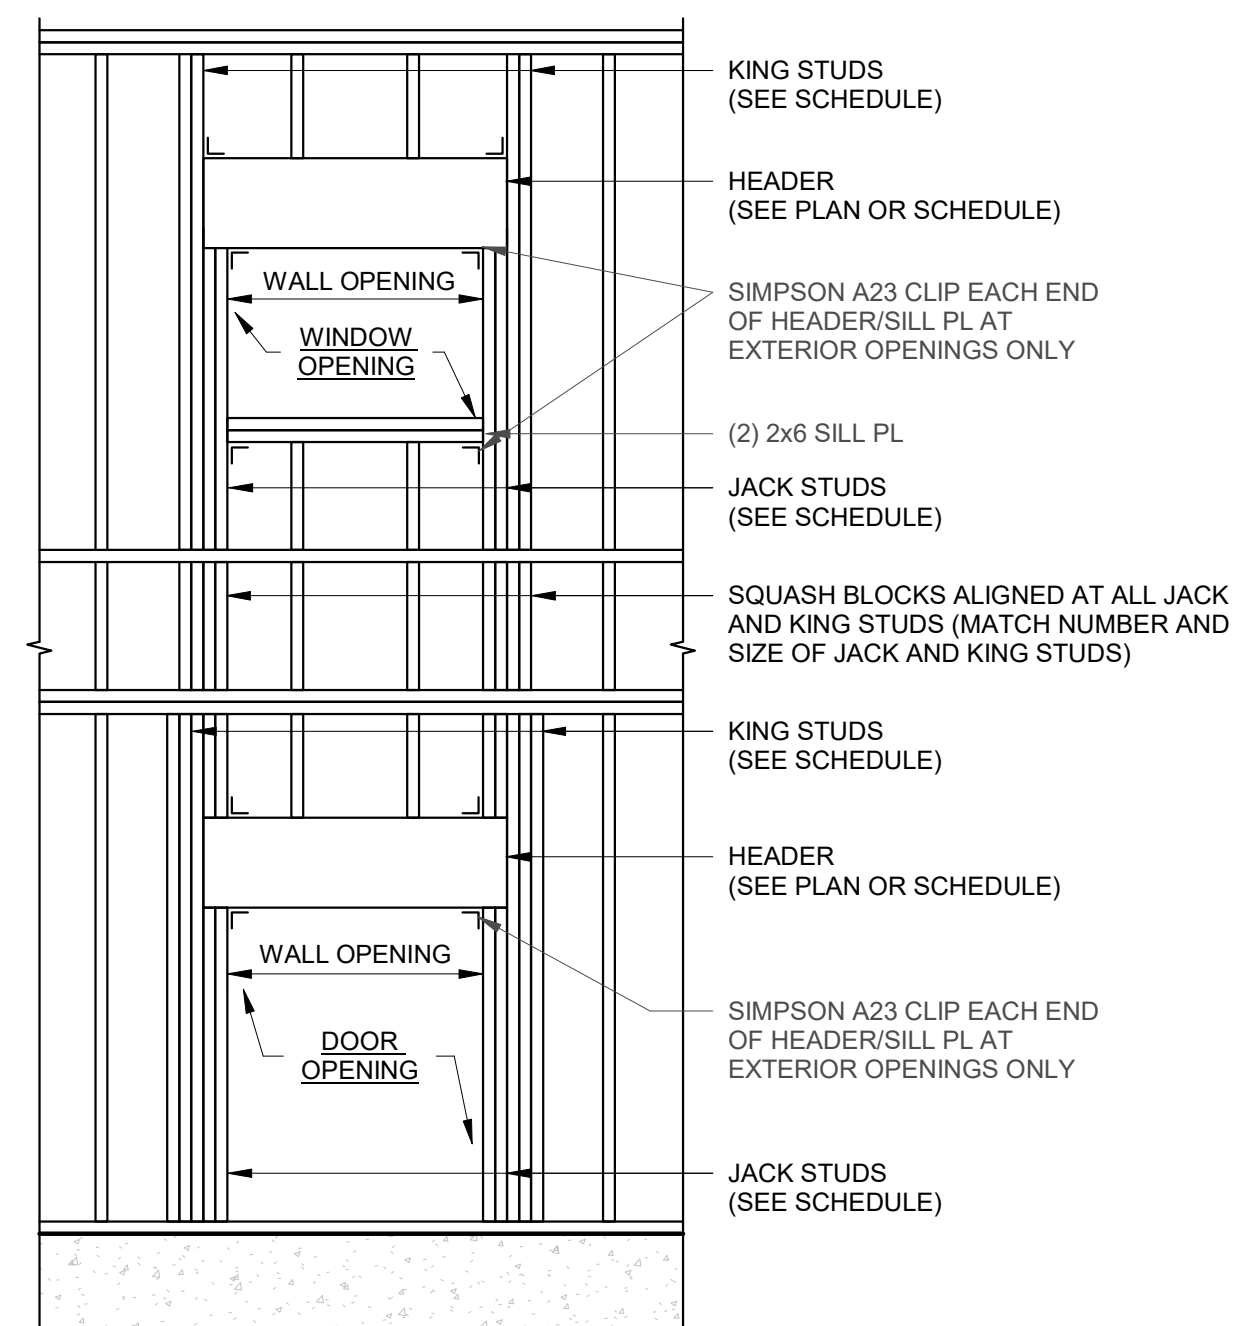 KING STUDS
(SEE SCHEDULE)
HEADER
(SEE PLAN OR SCHEDULE)
WALL OPENING
SIMPSON A23 CLIP EACH END
OF HEADER/SILL PL AT
EXTERIOR OPENINGS ONLY
WINDOW
OPENING
(2) 2x6 SILL PL
JACK STUDS
(SEE SCHEDULE)
SQUASH BLOCKS ALIGNED AT ALL JACK
AND KING STUDS (MATCH NUMBER AND
SIZE OF JACK AND KING STUDS)
KING STUDS
(SEE SCHEDULE)
HEADER
(SEE PLAN OR SCHEDULE)
WALL OPENING
SIMPSON A23 CLIP EACH END
OF HEADER/SILL PL AT
EXTERIOR OPENINGS ONLY
DOOR
OPENING
JACK STUDS
(SEE SCHEDULE)